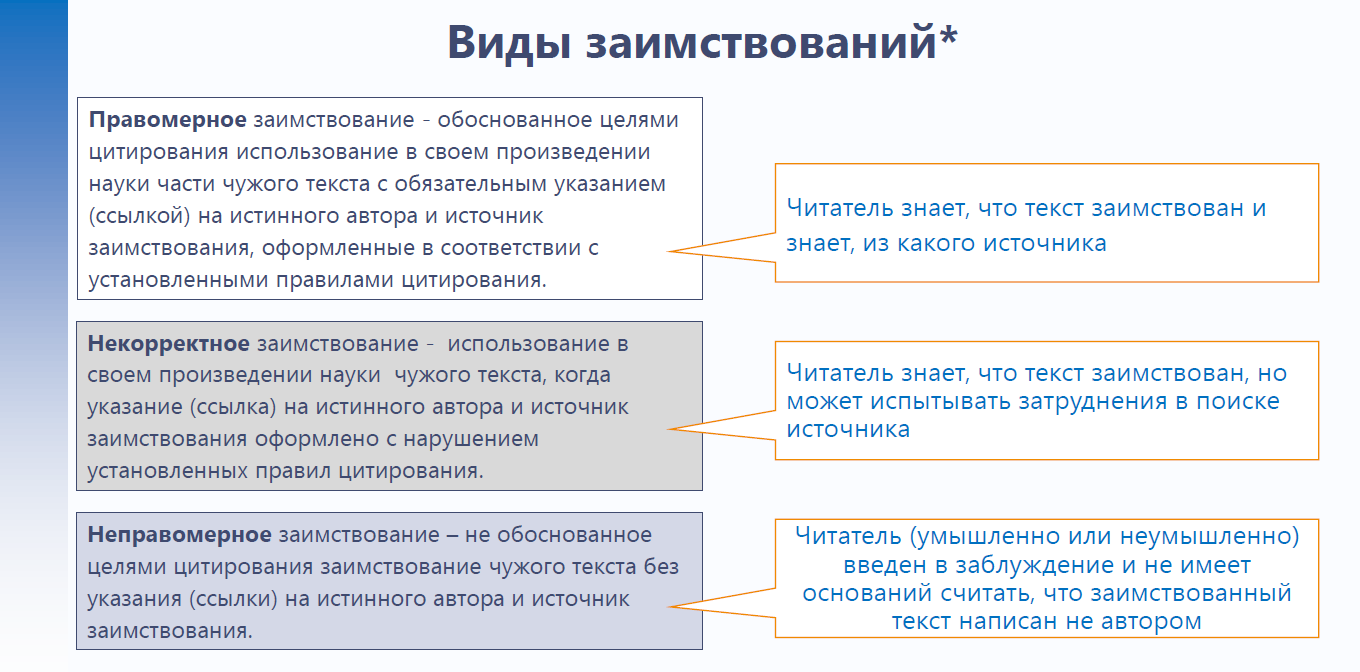 Виды заимствований*
Правомерное заимствование - обоснованное целями
цитирования использование в своем произведении
науки части чужого текста с обязательным указанием
(ссылкой) на истинного автора и источник
заимствования, оформленные в соответствии с
установленными правилами цитирования.
Читатель знает, что текст заимствован и
знает, из какого источника
Некорректное заимствование - использование в
своем произведении науки чужого текста, когда
указание (ссылка) на истинного автора и источник
заимствования оформлено с нарушением
установленных правил цитирования.
Читатель знает, что текст заимствован, но
может испытывать затруднения в поиске
источника
Неправомерное заимствование – не обоснованное
целями цитирования заимствование чужого текста без
указания (ссылки) на истинного автора и источник
заимствования.
Читатель (умышленно или неумышленно)
введен в заблуждение и не имеет
оснований считать, что заимствованный
текст написан не автором